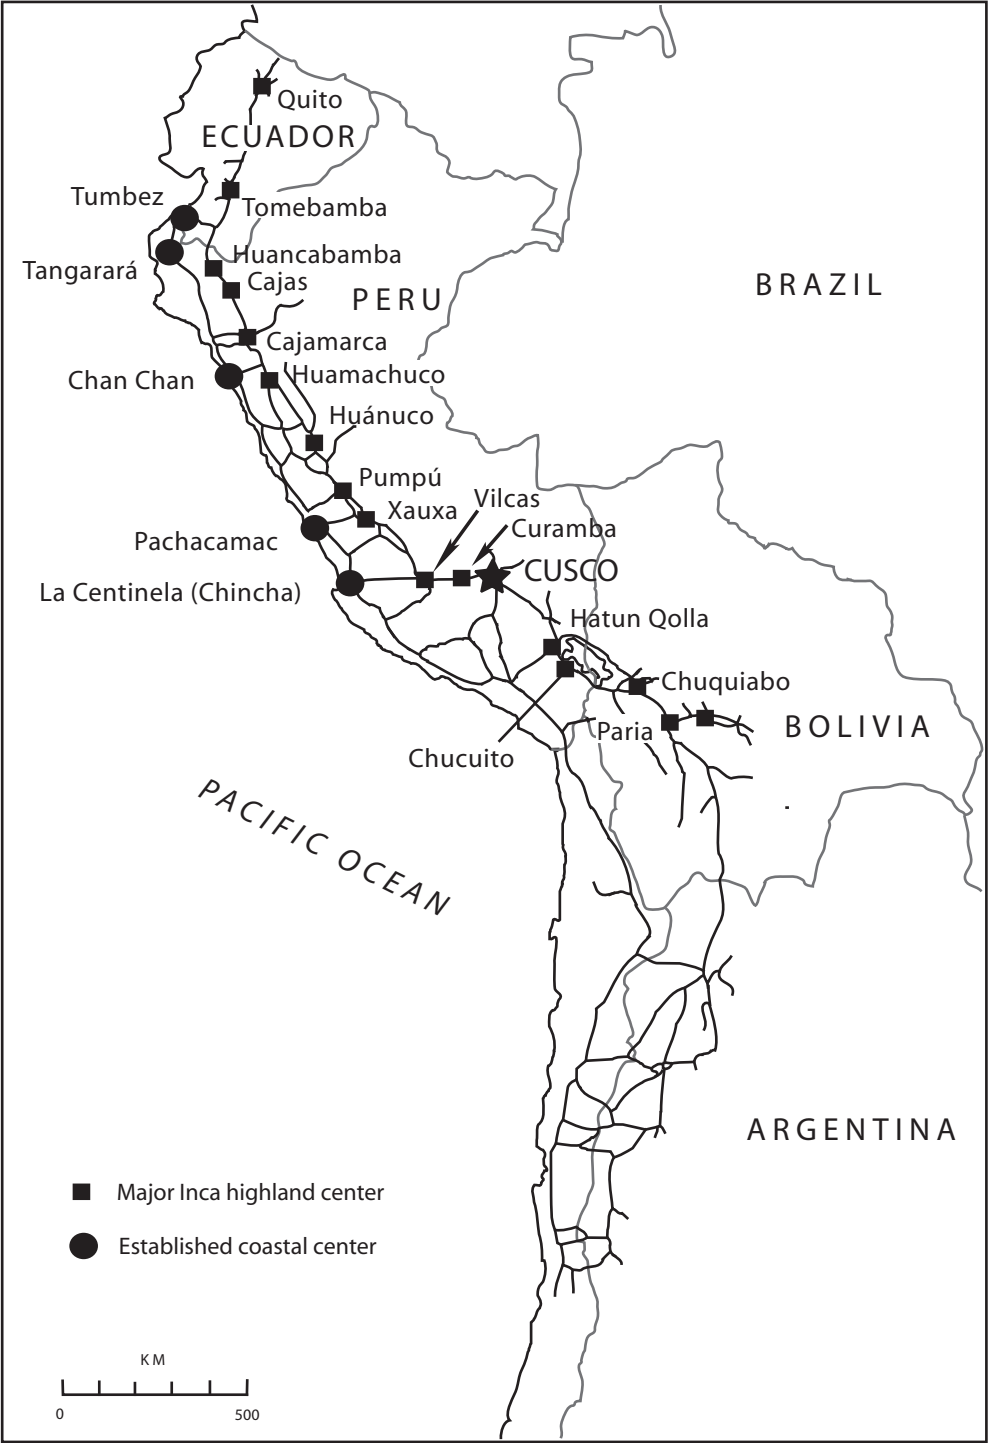 Quito
ECUADOR
Tumbez
Tomebamba
Huancabamba
Tangarará
Cajas
BRAZIL
PERU
Cajamarca
Chan Chan
Huamachuco
Huánuco
Pumpú
Vilcas
Xauxa
Curamba
Pachacamac
CUSCO
La Centinela (Chincha)
Hatun Qolla
Chuquiabo
BOLIVIA
Paria
Chucuito
PACIFIC OCEAN
ARGENTINA
Major Inca highland center
Established coastal center
KM
0 500